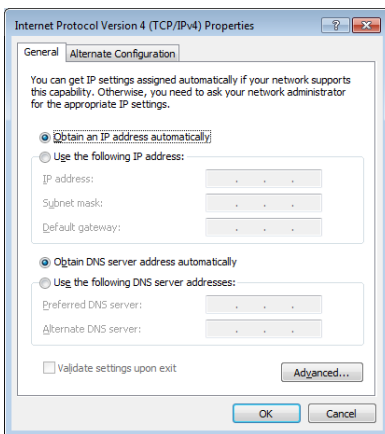 Internet Protocol Version 4 (TCP/IPv4) Properties
General
Alternate Configuration
You can get IP settings assigned automatically if your network supports
this capability. Otherwise, you need to ask your network administrator
for the appropriate IP settings.
Obtain an IP address automatically
Use the following IP address:
IP address:
Subnet mask:
Default gateway:
Obtain DNS server address automatically
Use the following DNS server addresses:
Preferred DNS server:
Alternate DNS server:
Validate settings upon exit
Advanced...
OK
Cancel